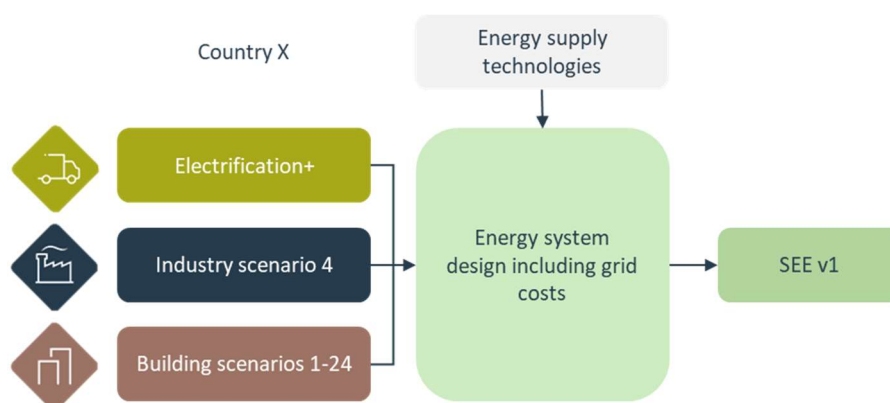 Country X
Energy supply
technologies
Electrification+
Industry scenario 4
Building scenarios 1-24
Energy system
design including grid
costs
SEE v1